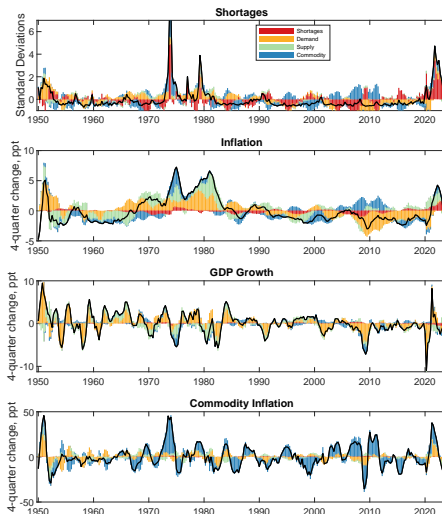 Shortages
Standard Deviations
6
4
2
0
Shortages
Demand
Supply
Commodity
1950 1960 1970 1980 1990 2000 2010 2020
Inflation
4-quarter change, ppt
10
5
0
-5
1950 1960 1970 1980 1990 2000 2010 2020
GDP Growth
4-quarter change, ppt
10
0
-10
1950 1960 1970 1980 1990 2000 2010 2020
Commodity Inflation
4-quarter change, ppt
50
0
-50
1950 1960 1970 1980 1990 2000 2010 2020